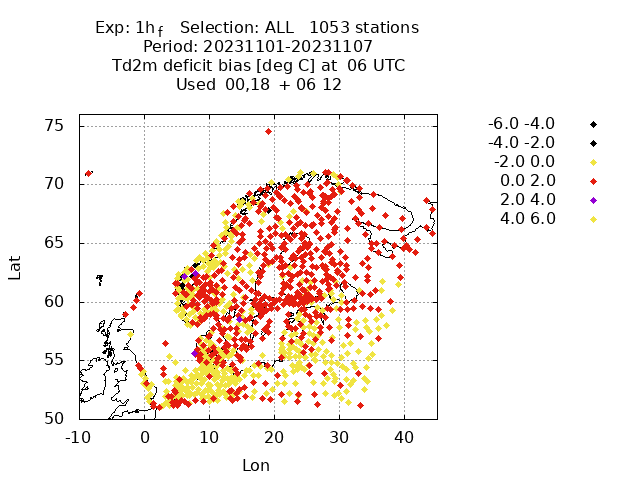 Exp: 1h f   Selection: ALL   1053 stations
Period: 20231101-20231107
Td2m deficit bias [deg C] at  06 UTC
Used  00,18  + 06 12
-6.0 -4.0
-4.0 -2.0
-2.0 0.0
0.0 2.0
2.0 4.0
4.0 6.0
75
70
65
60
55
50
Lat
-10 0 10 20 30 40
Lon